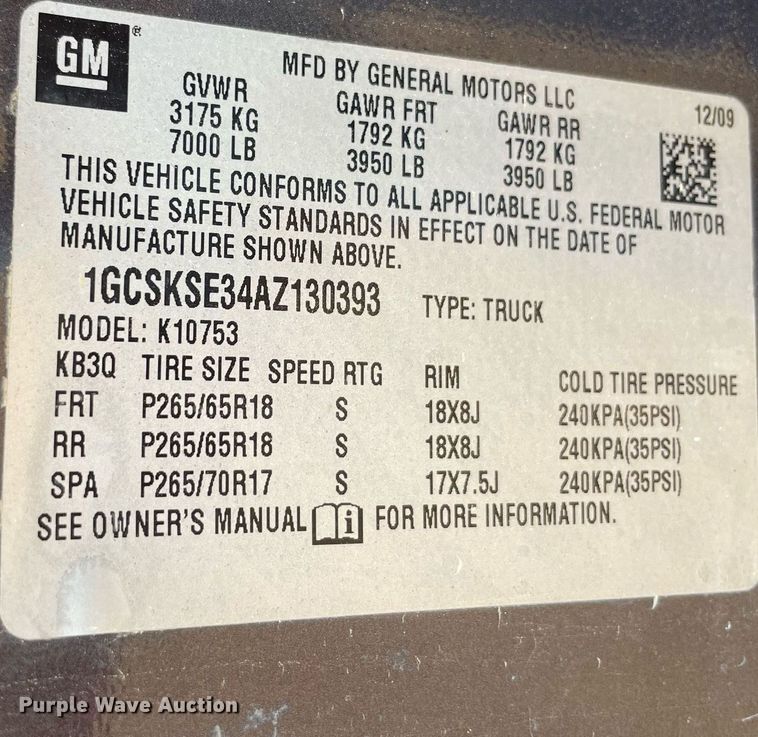 GM
MFD BY GENERAL MOTORS LLC
12/09
GVWR GAWR FRT GAWR RR
3175 KG 1792 KG 1792 KG
7000 LB 3950 LB 3950 LB
THIS VEHICLE CONFORMS TO ALL APPLICABLE U.S. FEDERAL MOTOR
VEHICLE SAFETY STANDARDS IN EFFECT ON THE DATE OF
MANUFACTURE SHOWN ABOVE.
1GCSKSE34AZ130393 TYPE: TRUCK
MODEL: K10753
KB3Q TIRE SIZE SPEED RTG RIM COLD TIRE PRESSURE
FRT P265/65R18 S 18X8J 240KPA(35PSI)
RR P265/65R18 S 18X8J 240KPA(35PSI)
SPA P265/70R17 S 17X7.5J 240KPA(35PSI)
SEE OWNER'S MANUAL i FOR MORE INFORMATION.
Purple Wave Auction